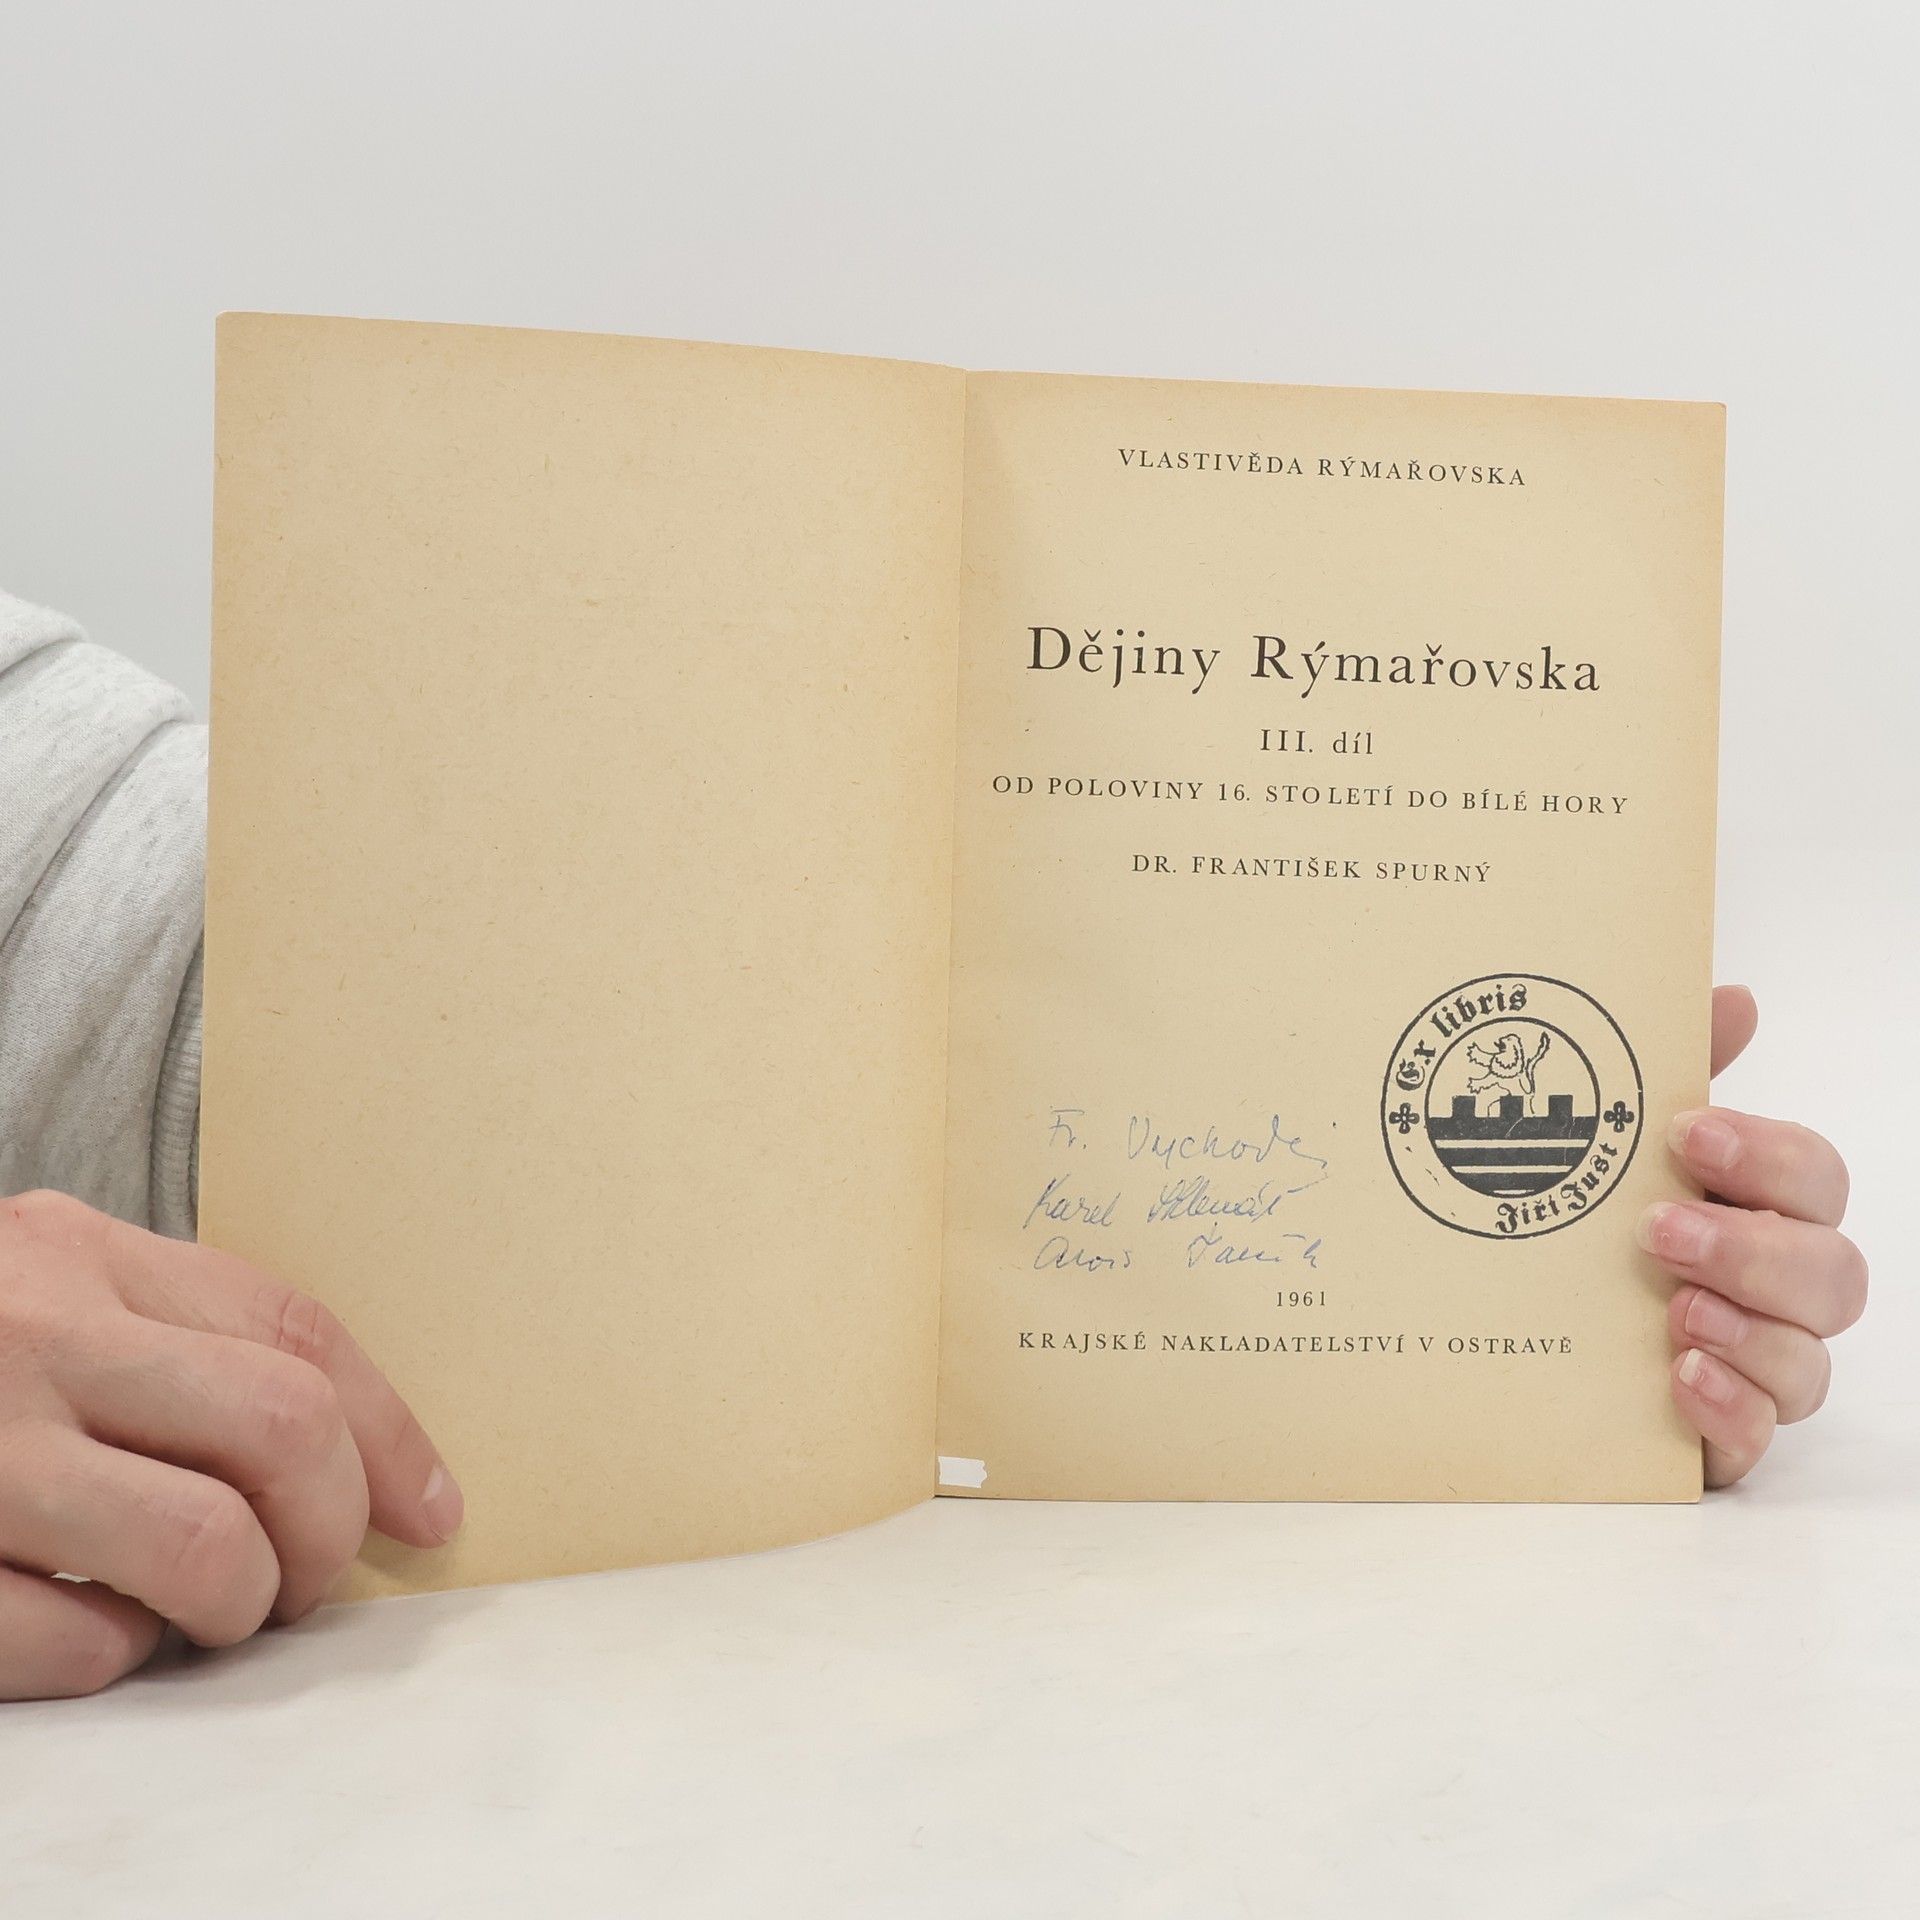 VLASTIVĚDA RÝMAŘOVSKA
Dějiny Rýmařovska
III. díl
OD POLOVINY 16. STOLETÍ DO BÍLÉ HORY
DR. FRANTIŠEK SPURNÝ
Ex libris
Jiří Just
Fr. Vychodil
Karel
Alois
1961
KRAJSKÉ NAKLADATELSTVÍ V OSTRAVĚ